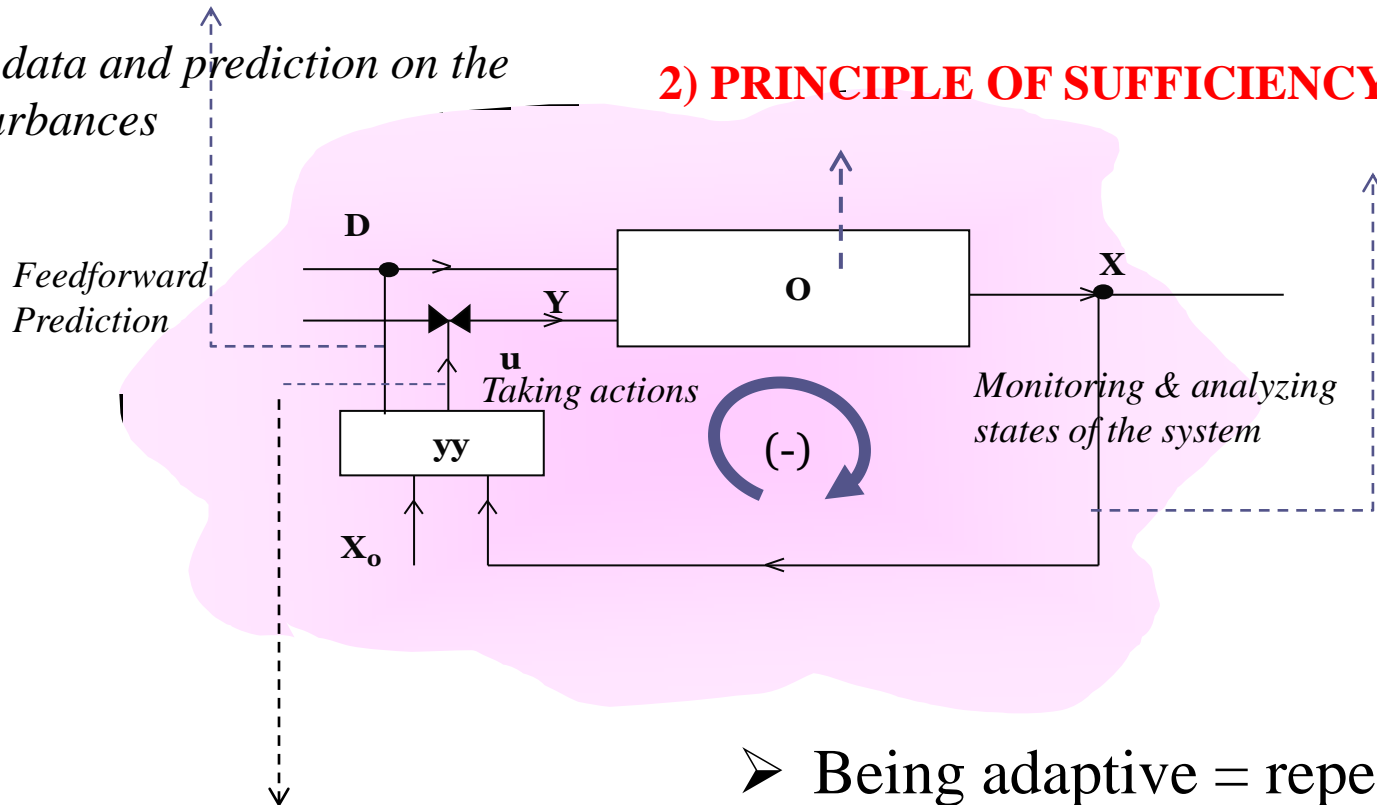 data and prediction on the
2) PRINCIPLE OF SUFFICIENCY
urbances
D
Feedforward
Prediction
Y
O
X
u
Taking actions
Monitoring & analyzing
states of the system
yy
(-)
Xₒ
➢ Being adaptive = repe